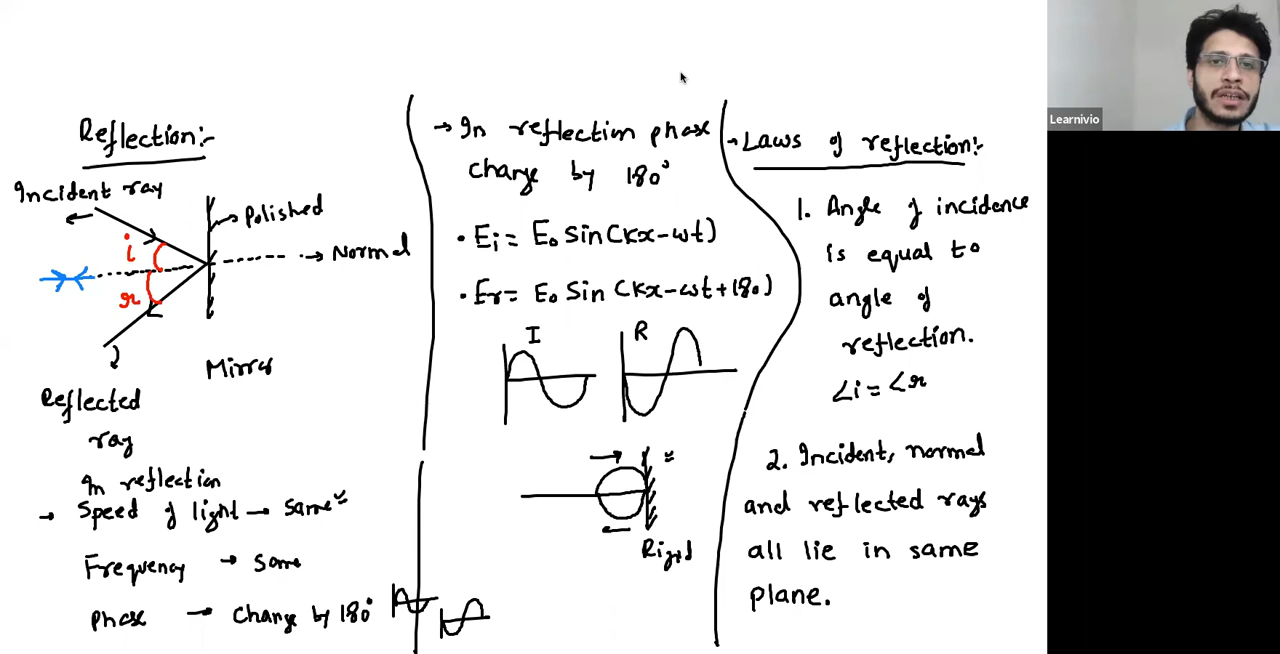 Reflection:-
Incident ray
Polished
i
Normal
r
Mirror
Reflected
ray
In reflection
→ Speed of light → same
Frequency → same
Phase → change by 180°
→ In reflection phase
change by 180°
• Ei = E₀ Sin(kx-ωt)
• Er = E₀ Sin(kx-ωt+180)
I
R
Rigid
→ Laws of reflection:-
1. Angle of incidence
is equal to
angle of
reflection.
∠i = ∠r
2. Incident, normal
and reflected rays
all lie in same
plane.
Learnivio